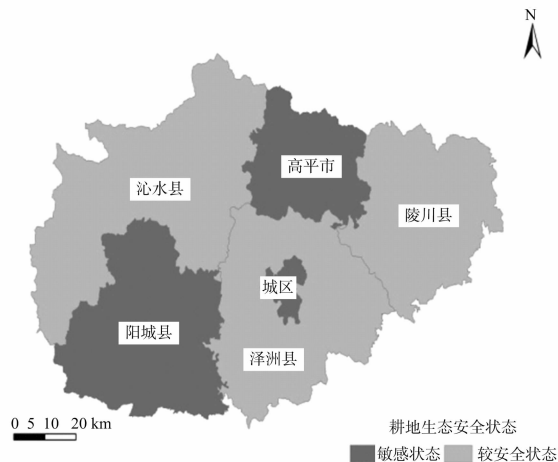 N
高平市
沁水县
陵川县
城区
阳城县
泽洲县
0 5 10 20 km
耕地生态安全状态
敏感状态 较安全状态